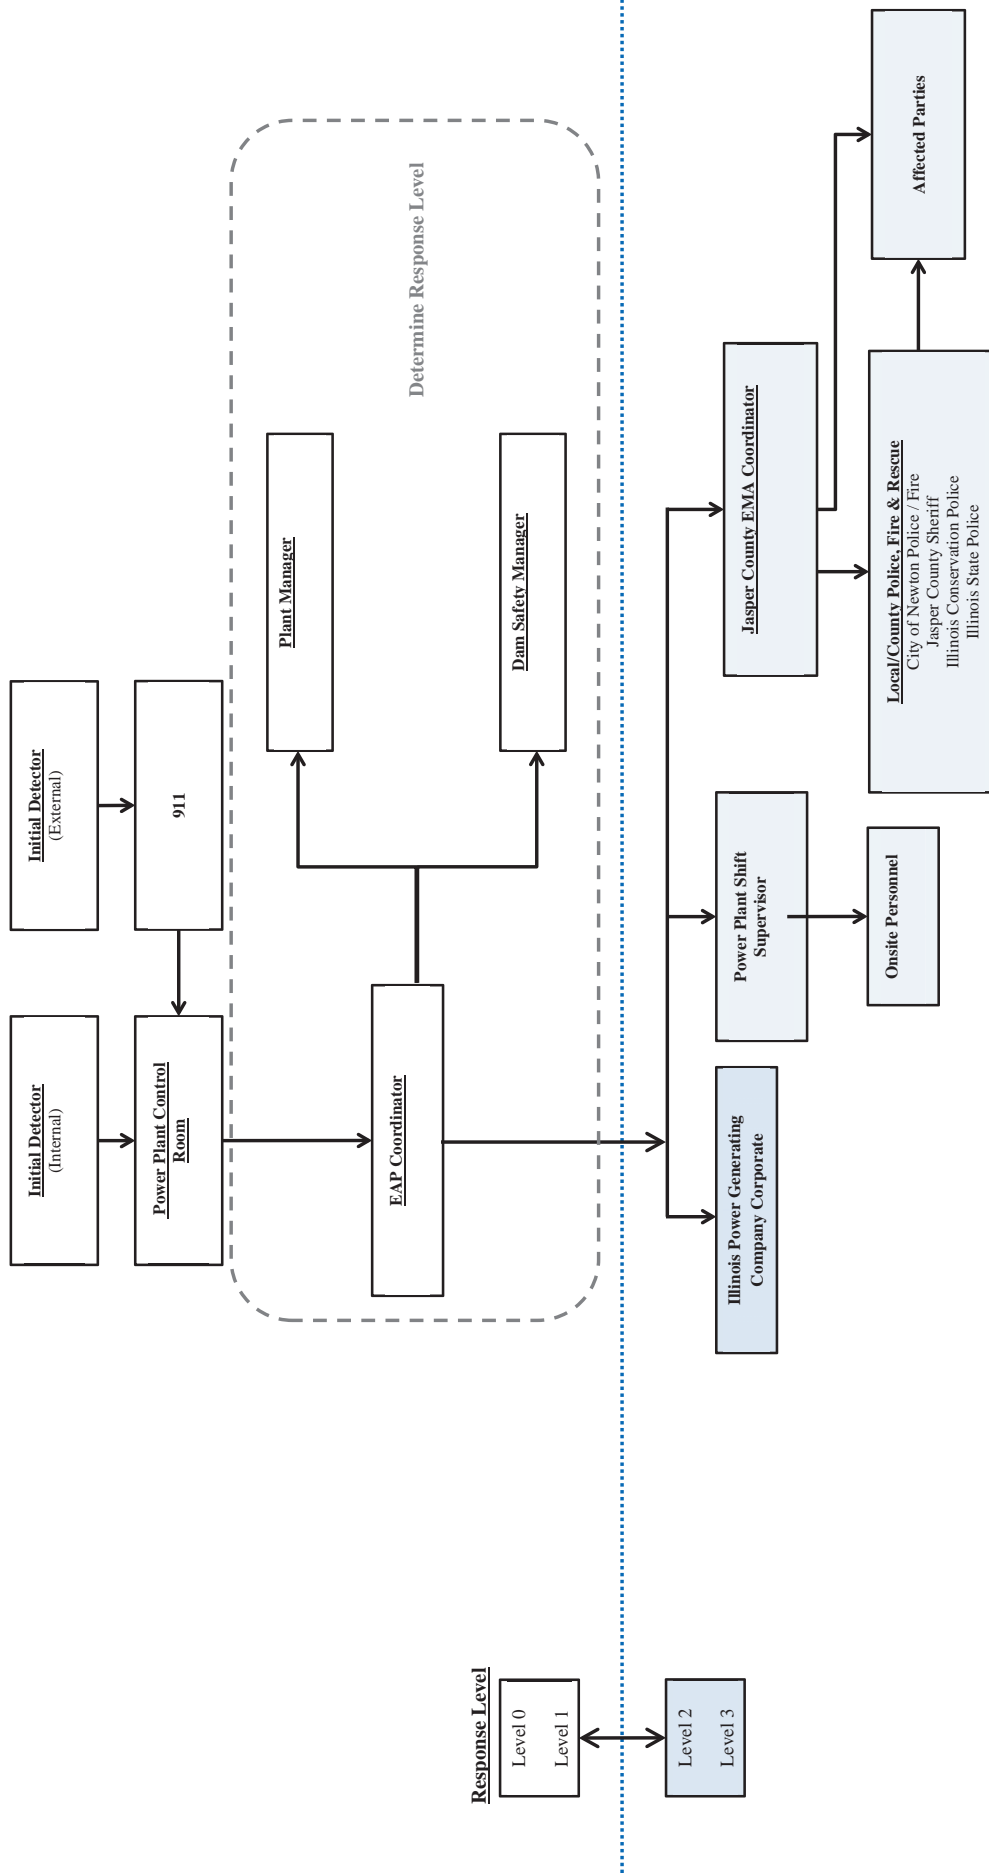 Initial Detector
(Internal)
Initial Detector
(External)
Power Plant Control
Room
911
Determine Response Level
Plant Manager
EAP Coordinator
Dam Safety Manager
Response Level
Level 0
Level 1
Level 2
Level 3
Illinois Power Generating
Company Corporate
Power Plant Shift
Supervisor
Jasper County EMA Coordinator
Onsite Personnel
Local/County Police, Fire & Rescue
City of Newton Police / Fire
Jasper County Sheriff
Illinois Conservation Police
Illinois State Police
Affected Parties